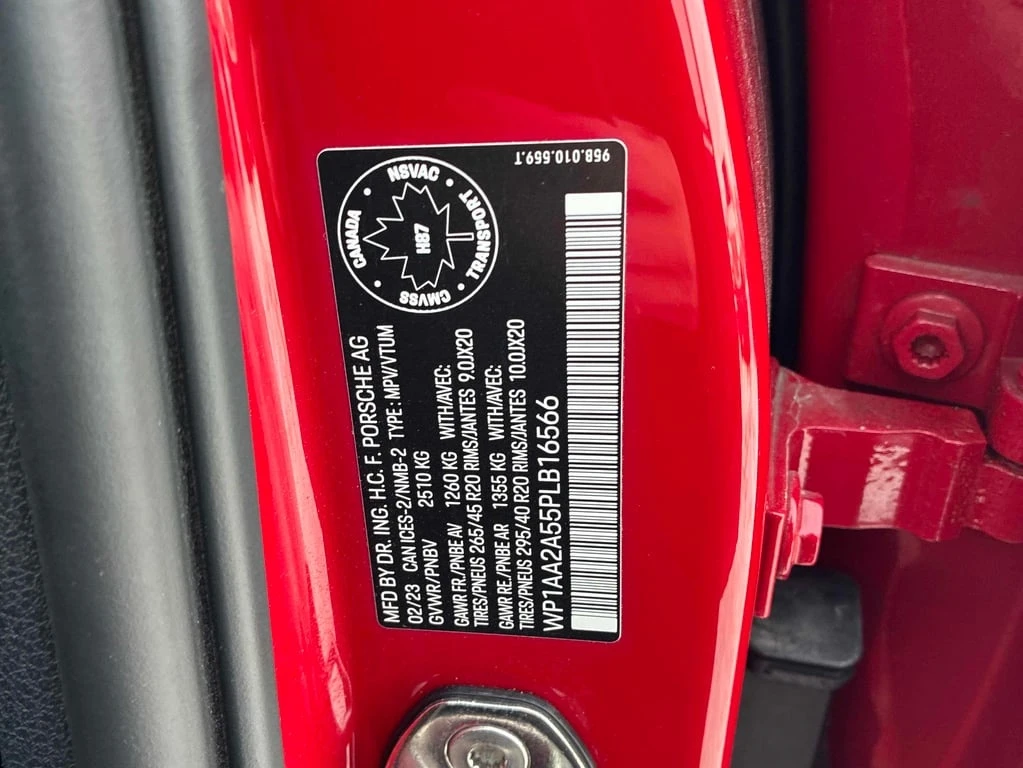 958.010.559.T
NSVAC
TRANSPORT
CMVSS
CANADA
H87
MFD BY DR. ING. H.C. F. PORSCHE AG
02/23 CAN ICES-2/NMB-2 TYPE: MPV/VTUM
GVWR/PNBV 2510 KG
GAWR FR/PNBE AV 1260 KG WITH/AVEC:
TIRES/PNEUS 265/45 R20 RIMS/JANTES 9.0JX20
GAWR RE./PNBE AR 1355 KG WITH/AVEC:
TIRES/PNEUS 295/40 R20 RIMS/JANTES 10.0JX20
WP1AA2A55PLB16566